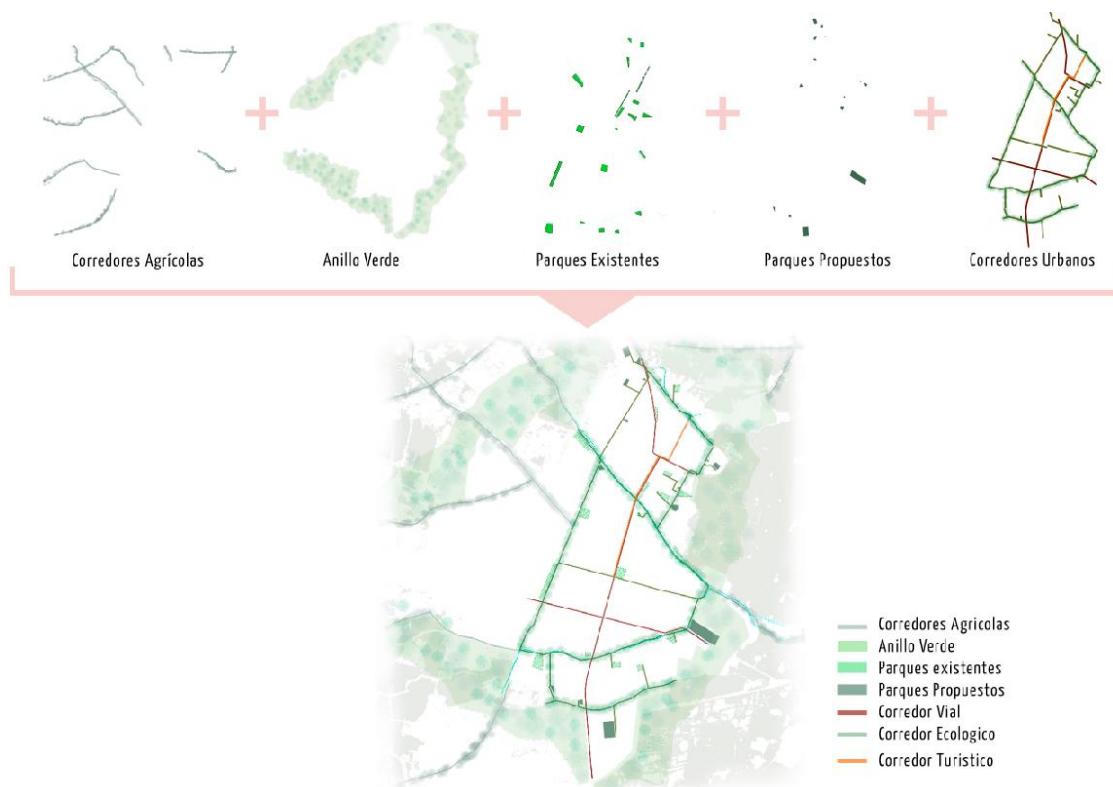 Corredores Agrícolas
Anillo Verde
Parques Existentes
Parques Propuestos
Corredores Urbanos
Corredores Agricolas
Anillo Verde
Parques existentes
Parques Propuestos
Corredor Vial
Corredor Ecologico
Corredor Turistico